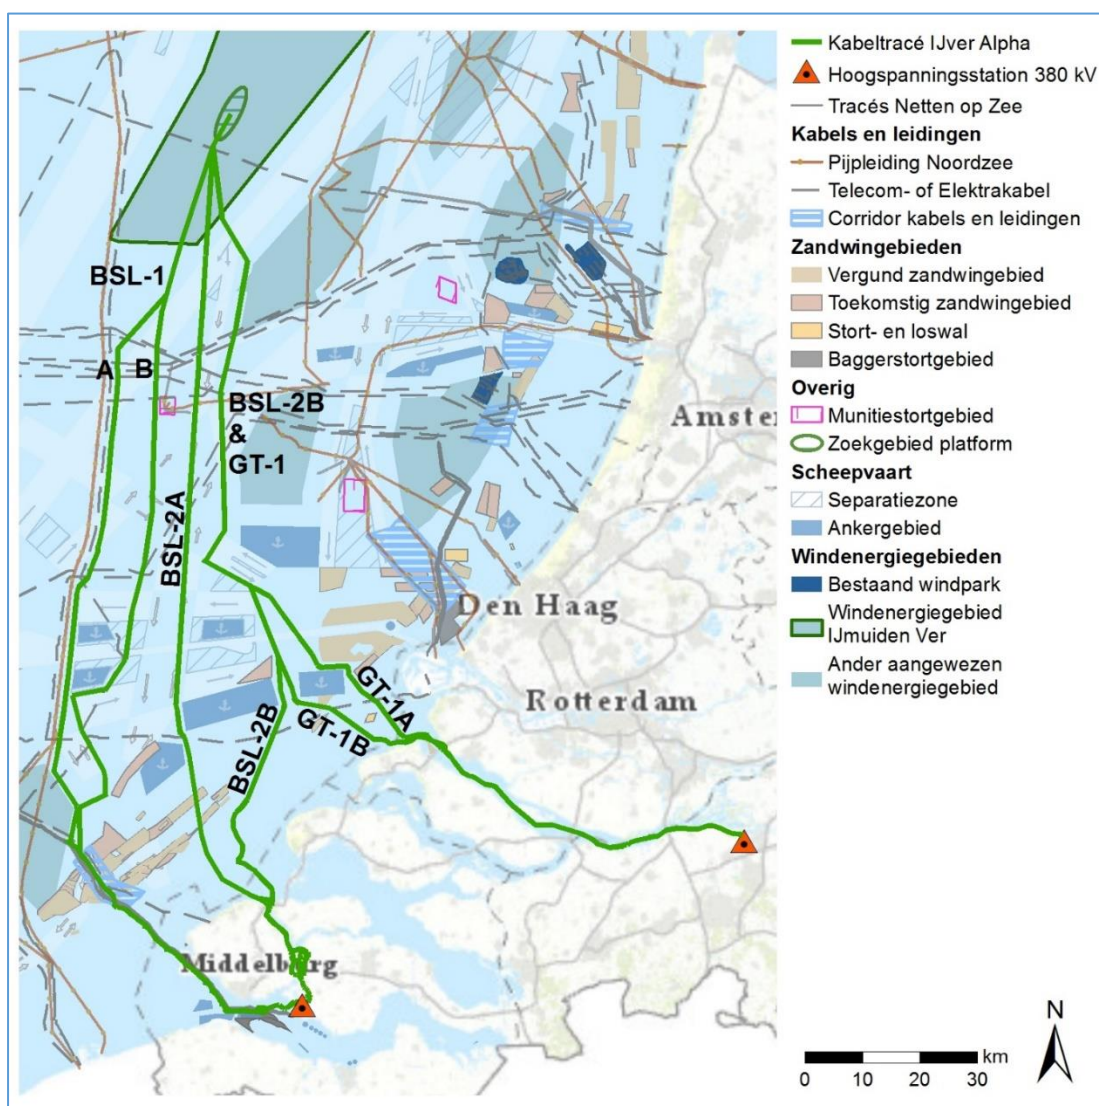 BSL-1
A
B
BSL-2B
&
GT-1
BSL-2A
GT-1A
GT-1B
BSL-2B
Amster
Den Haag
Rotterdam
Middelburg
Kabeltracé IJver Alpha
Hoogspanningsstation 380 kV
Tracés Netten op Zee
Kabels en leidingen
Pijpleiding Noordzee
Telecom- of Elektrakabel
Corridor kabels en leidingen
Zandwingebieden
Vergund zandwingebied
Toekomstig zandwingebied
Stort- en loswal
Baggerstortgebied
Overig
Munitiestortgebied
Zoekgebied platform
Scheepvaart
Separatiezone
Ankergebied
Windenergiegebieden
Bestaand windpark
Windenergiegebied
IJmuiden Ver
Ander aangewezen
windenergiegebied
N
km
0 10 20 30